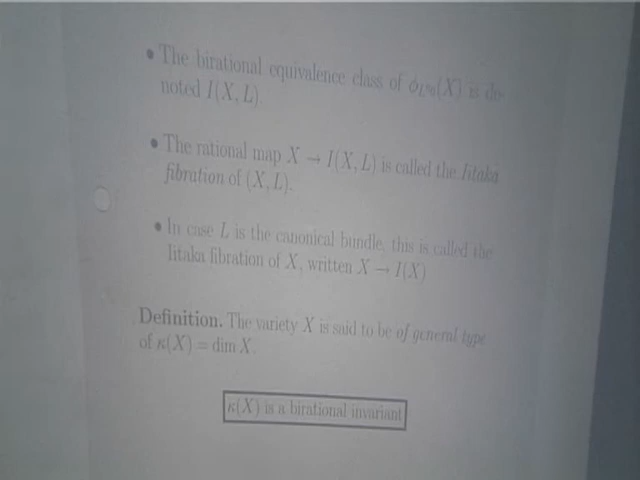 • The birational equivalence class of ϕ_{L^m}(X) is de-
noted I(X, L).
• The rational map X → I(X, L) is called the Iitaka
fibration of (X, L).
• In case L is the canonical bundle, this is called the
Iitaka fibration of X, written X → I(X)
Definition. The variety X is said to be of general type
of κ(X) = dim X.
κ(X) is a birational invariant